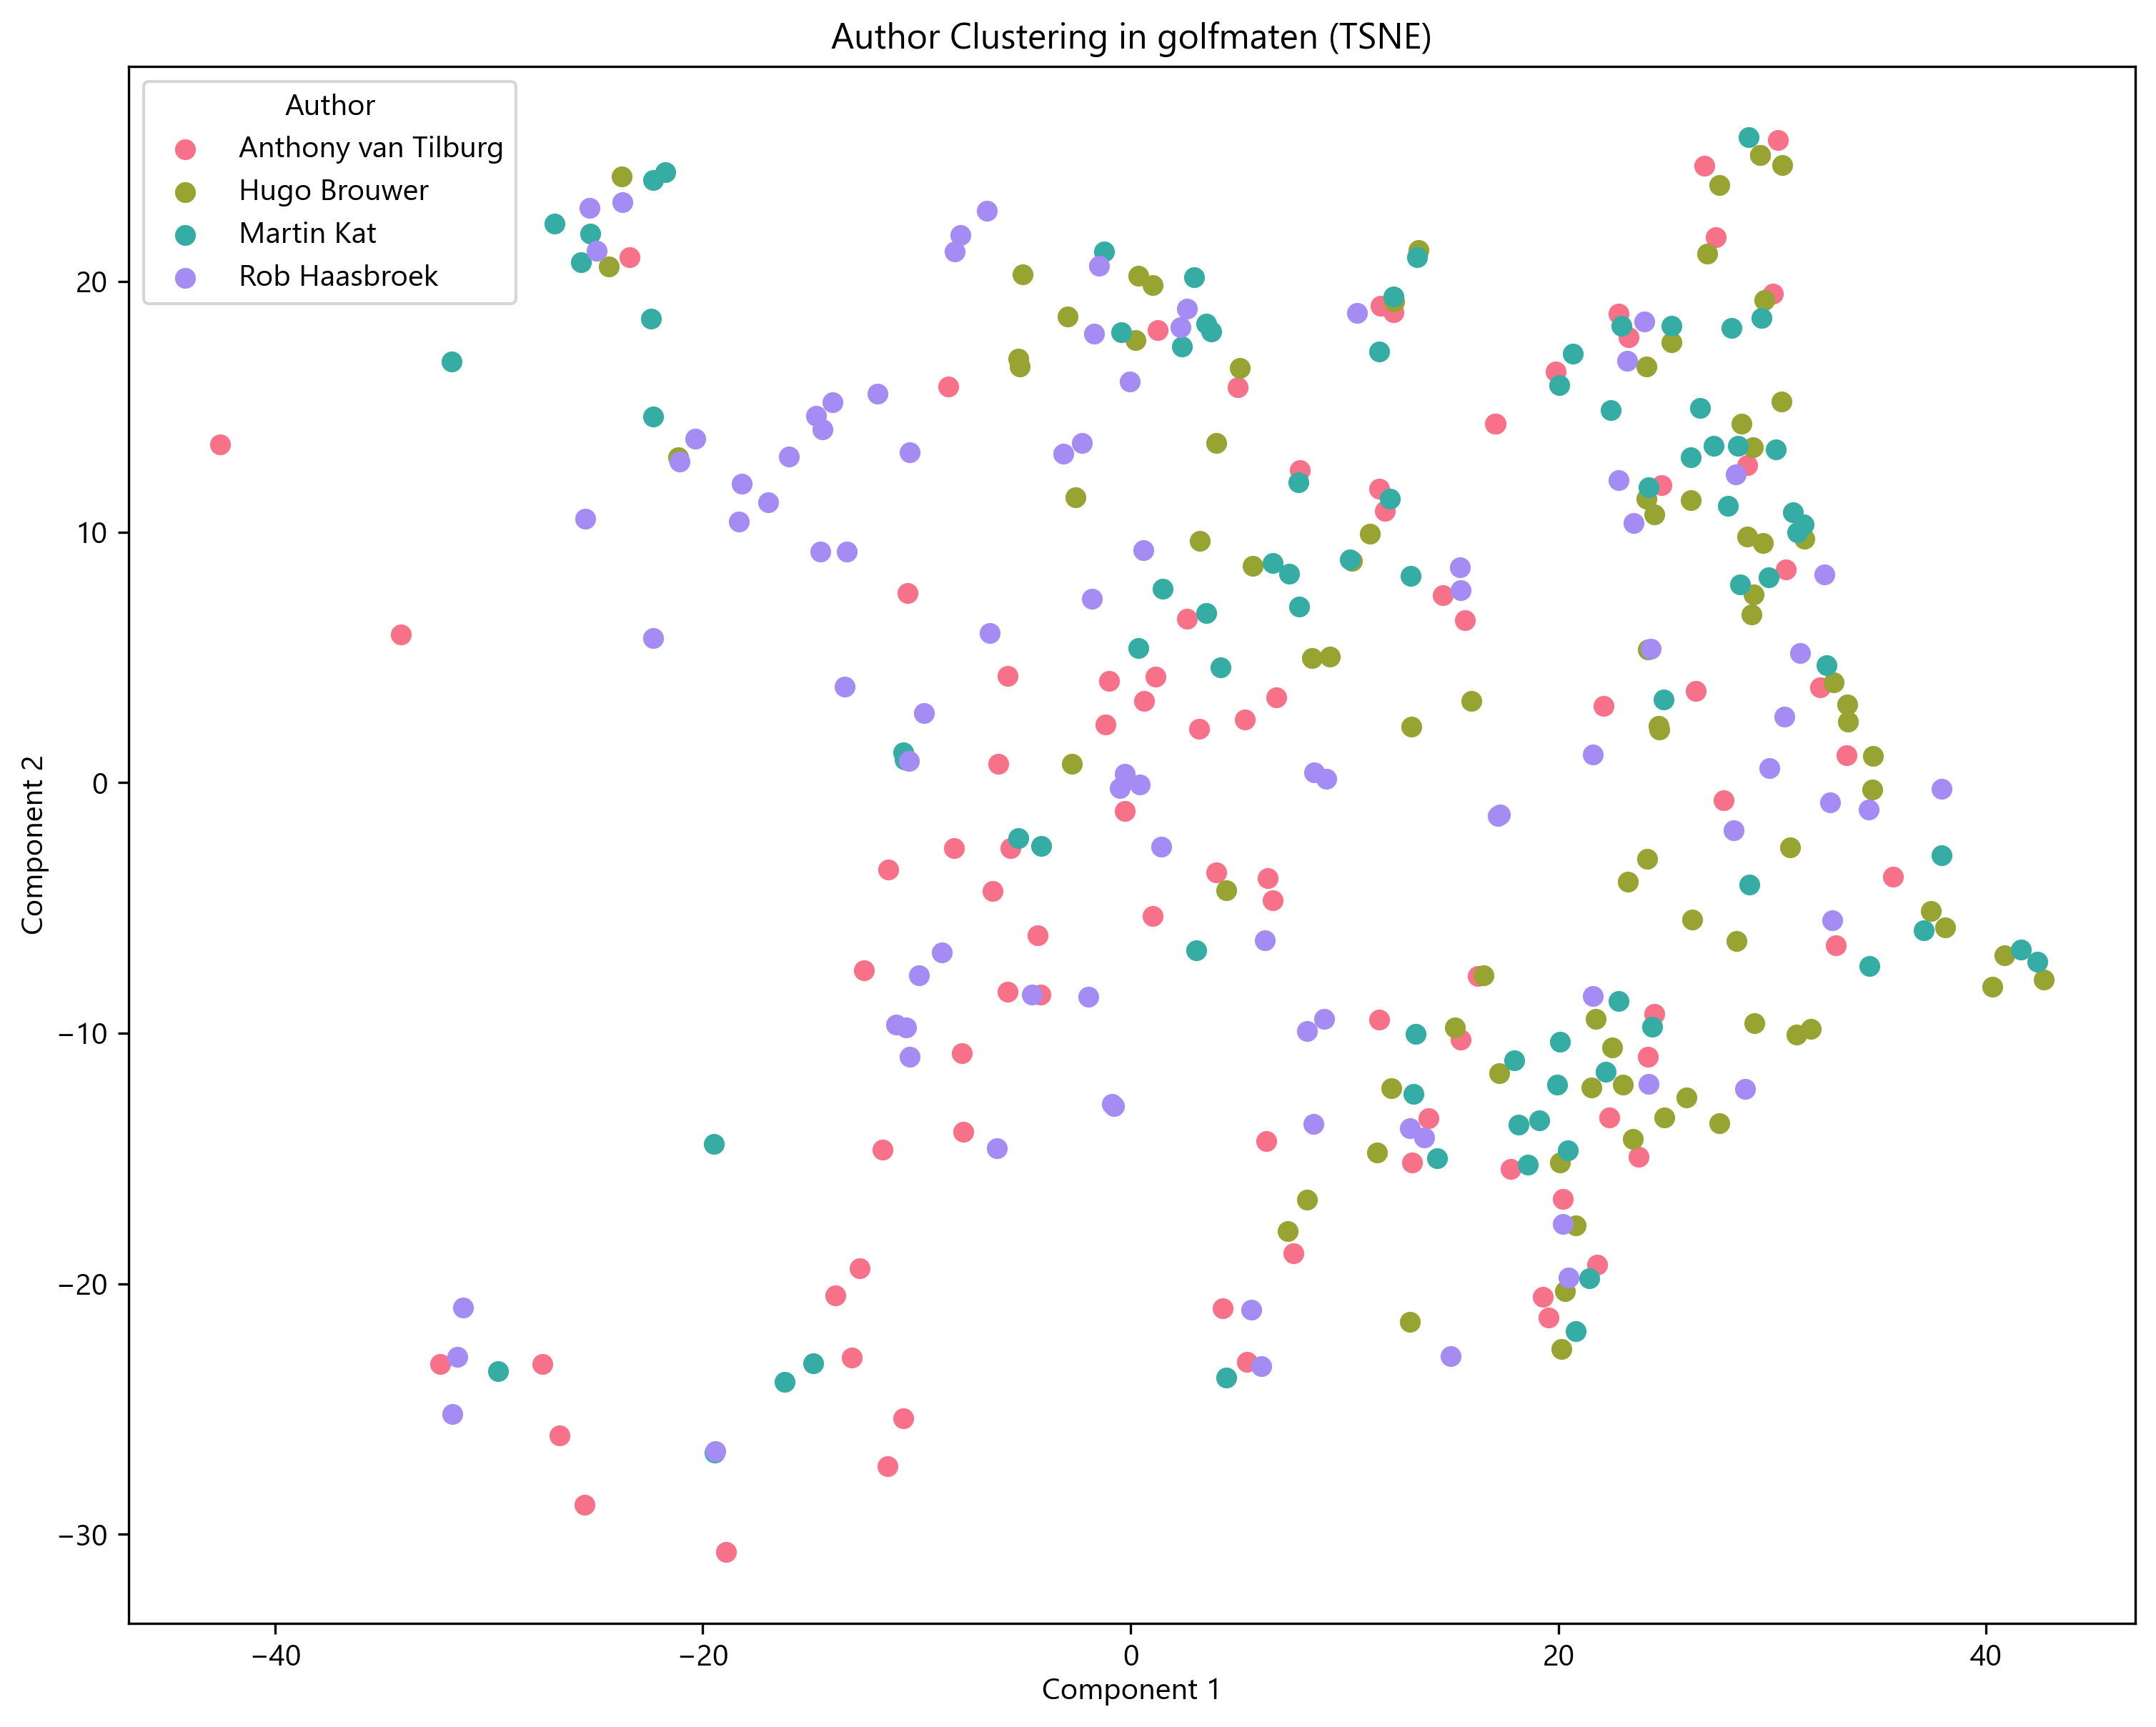 Author Clustering in golfmaten (TSNE)
Author
Anthony van Tilburg
Hugo Brouwer
Martin Kat
Rob Haasbroek
20
10
0
−10
−20
−30
Component 2
−40
−20
0
20
40
Component 1